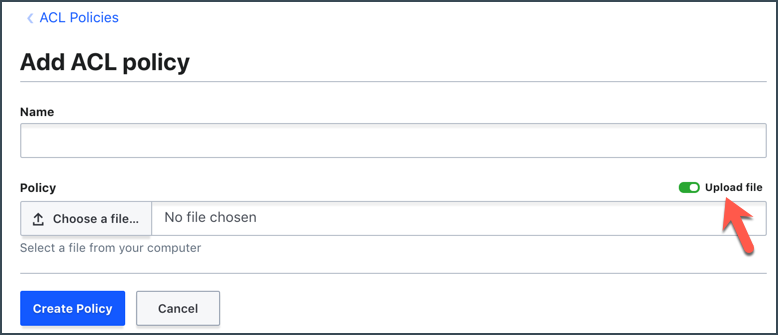 ACL Policies
Add ACL policy
Name
Policy
Upload file
Choose a file...
No file chosen
Select a file from your computer
Create Policy
Cancel